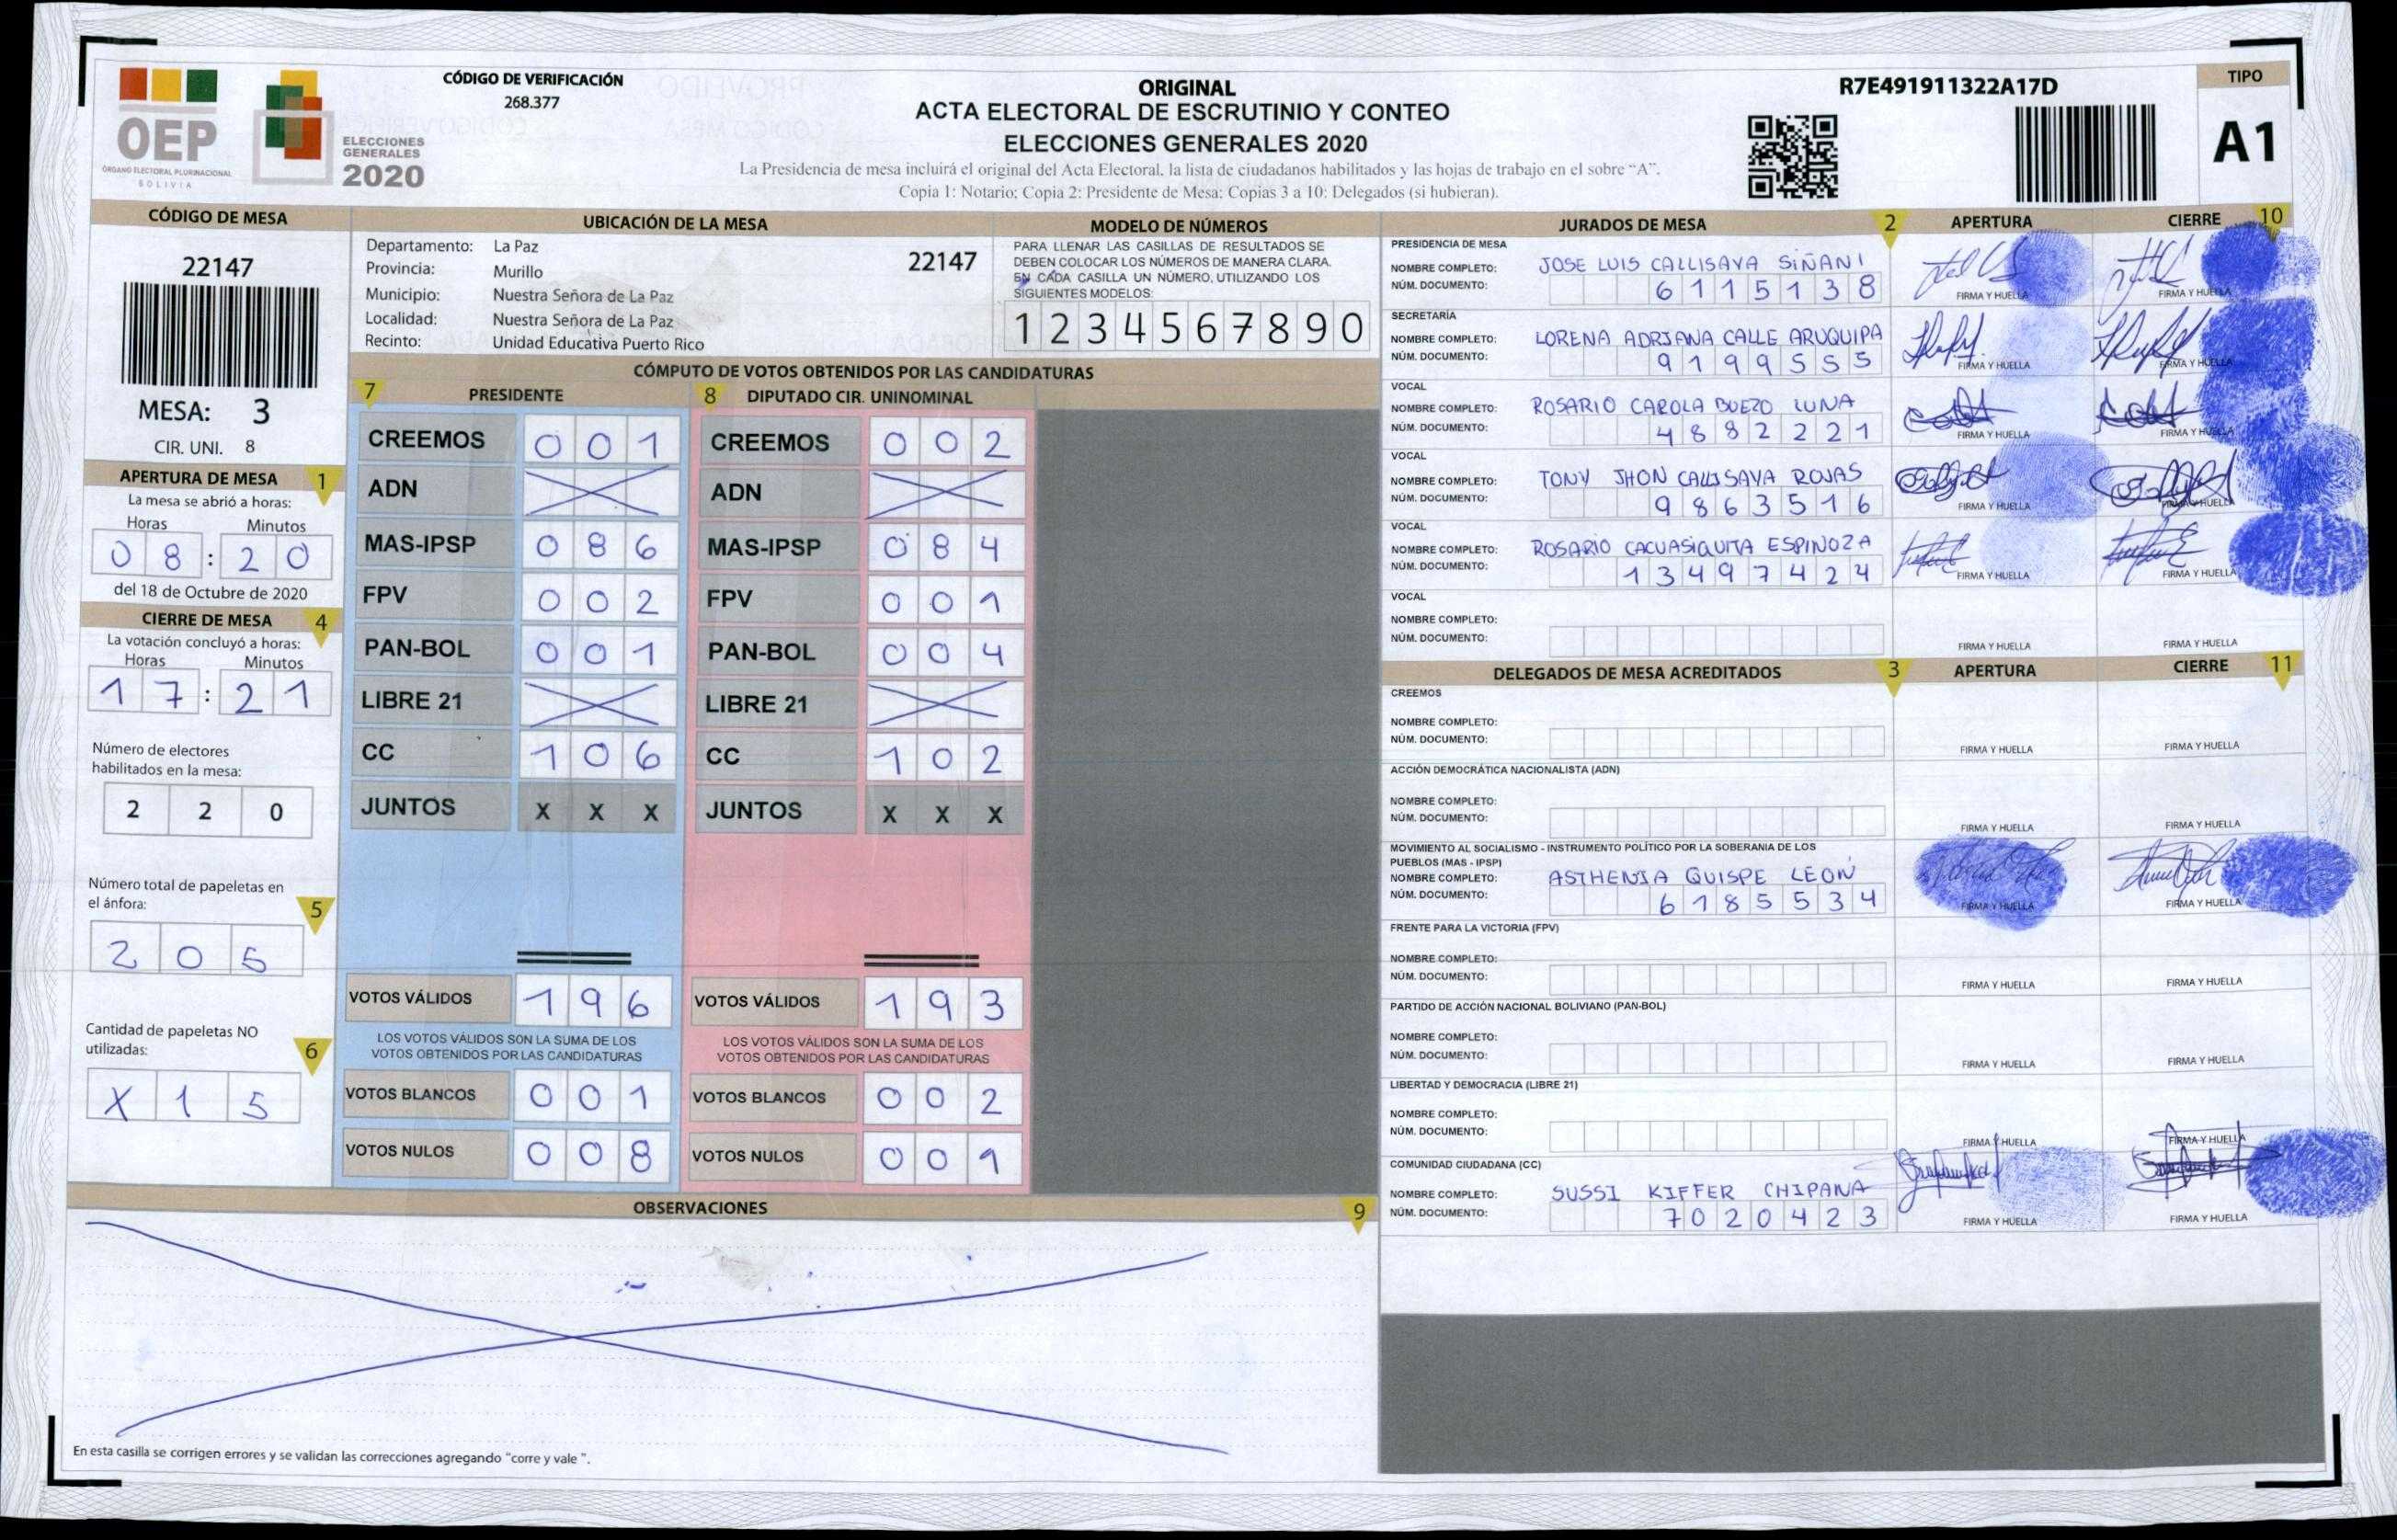 OEP
ÓRGANO ELECTORAL PLURINACIONAL
BOLIVIA
ELECCIONES
GENERALES
2020
CÓDIGO DE VERIFICACIÓN
268.377
ORIGINAL
ACTA ELECTORAL DE ESCRUTINIO Y CONTEO
ELECCIONES GENERALES 2020
La Presidencia de mesa incluirá el original del Acta Electoral, la lista de ciudadanos habilitados y las hojas de trabajo en el sobre “A”.
Copia 1: Notario; Copia 2: Presidente de Mesa; Copias 3 a 10: Delegados (si hubieran).
R7E491911322A17D
TIPO
A1
CÓDIGO DE MESA
22147
MESA: 3
CIR. UNI. 8
APERTURA DE MESA 1
La mesa se abrió a horas:
Horas Minutos
0 8 : 2 0
del 18 de Octubre de 2020
CIERRE DE MESA 4
La votación concluyó a horas:
Horas Minutos
1 7 : 2 1
Número de electores
habilitados en la mesa:
2 2 0
Número total de papeletas en
el ánfora:
5
2 0 5
Cantidad de papeletas NO
utilizadas:
6
X 1 5
UBICACIÓN DE LA MESA
Departamento: La Paz
22147
Provincia: Murillo
Municipio: Nuestra Señora de La Paz
Localidad: Nuestra Señora de La Paz
Recinto: Unidad Educativa Puerto Rico
MODELO DE NÚMEROS
PARA LLENAR LAS CASILLAS DE RESULTADOS SE
DEBEN COLOCAR LOS NÚMEROS DE MANERA CLARA.
EN CADA CASILLA UN NÚMERO, UTILIZANDO LOS
SIGUIENTES MODELOS:
1 2 3 4 5 6 7 8 9 0
CÓMPUTO DE VOTOS OBTENIDOS POR LAS CANDIDATURAS
7 PRESIDENTE
CREEMOS 0 0 1
ADN
MAS-IPSP 0 8 6
FPV 0 0 2
PAN-BOL 0 0 1
LIBRE 21
CC 1 0 6
JUNTOS X X X
VOTOS VÁLIDOS 1 9 6
LOS VOTOS VÁLIDOS SON LA SUMA DE LOS
VOTOS OBTENIDOS POR LAS CANDIDATURAS
VOTOS BLANCOS 0 0 1
VOTOS NULOS 0 0 8
8 DIPUTADO CIR. UNINOMINAL
CREEMOS 0 0 2
ADN
MAS-IPSP 0 8 4
FPV 0 0 1
PAN-BOL 0 0 4
LIBRE 21
CC 1 0 2
JUNTOS X X X
VOTOS VÁLIDOS 1 9 3
LOS VOTOS VÁLIDOS SON LA SUMA DE LOS
VOTOS OBTENIDOS POR LAS CANDIDATURAS
VOTOS BLANCOS 0 0 2
VOTOS NULOS 0 0 9
OBSERVACIONES 9
En esta casilla se corrigen errores y se validan las correcciones agregando “corre y vale ”.
JURADOS DE MESA 2 APERTURA CIERRE 10
PRESIDENCIA DE MESA
NOMBRE COMPLETO: JOSE LUIS CALLISAYA SIÑANI
NÚM. DOCUMENTO: 6 1 1 5 1 3 8
FIRMA Y HUELLA FIRMA Y HUELLA
SECRETARÍA
NOMBRE COMPLETO: LORENA ADRIANA CALLE ARUQUIPA
NÚM. DOCUMENTO: 9 1 9 9 5 5 5
FIRMA Y HUELLA FIRMA Y HUELLA
VOCAL
NOMBRE COMPLETO: ROSARIO CAROLA BUEZO LUNA
NÚM. DOCUMENTO: 4 8 8 2 2 2 1
FIRMA Y HUELLA FIRMA Y HUELLA
VOCAL
NOMBRE COMPLETO: TONY JHON CALLISAYA ROJAS
NÚM. DOCUMENTO: 9 8 6 3 5 1 6
FIRMA Y HUELLA FIRMA Y HUELLA
VOCAL
NOMBRE COMPLETO: ROSARIO CACUASIQUITA ESPINOZA
NÚM. DOCUMENTO: 1 3 4 9 7 4 2 4
FIRMA Y HUELLA FIRMA Y HUELLA
VOCAL
NOMBRE COMPLETO:
NÚM. DOCUMENTO:
FIRMA Y HUELLA FIRMA Y HUELLA
DELEGADOS DE MESA ACREDITADOS 3 APERTURA CIERRE 11
CREEMOS
NOMBRE COMPLETO:
NÚM. DOCUMENTO:
FIRMA Y HUELLA FIRMA Y HUELLA
ACCIÓN DEMOCRÁTICA NACIONALISTA (ADN)
NOMBRE COMPLETO:
NÚM. DOCUMENTO:
FIRMA Y HUELLA FIRMA Y HUELLA
MOVIMIENTO AL SOCIALISMO - INSTRUMENTO POLÍTICO POR LA SOBERANIA DE LOS
PUEBLOS (MAS - IPSP)
NOMBRE COMPLETO: ASTHENIA QUISPE LEON
NÚM. DOCUMENTO: 6 1 8 5 5 3 4
FIRMA Y HUELLA FIRMA Y HUELLA
FRENTE PARA LA VICTORIA (FPV)
NOMBRE COMPLETO:
NÚM. DOCUMENTO:
FIRMA Y HUELLA FIRMA Y HUELLA
PARTIDO DE ACCIÓN NACIONAL BOLIVIANO (PAN-BOL)
NOMBRE COMPLETO:
NÚM. DOCUMENTO:
FIRMA Y HUELLA FIRMA Y HUELLA
LIBERTAD Y DEMOCRACIA (LIBRE 21)
NOMBRE COMPLETO:
NÚM. DOCUMENTO:
FIRMA Y HUELLA FIRMA Y HUELLA
COMUNIDAD CIUDADANA (CC)
NOMBRE COMPLETO: SUSSI KIFFER CHIPANA
NÚM. DOCUMENTO: 7 0 2 0 4 2 3
FIRMA Y HUELLA FIRMA Y HUELLA